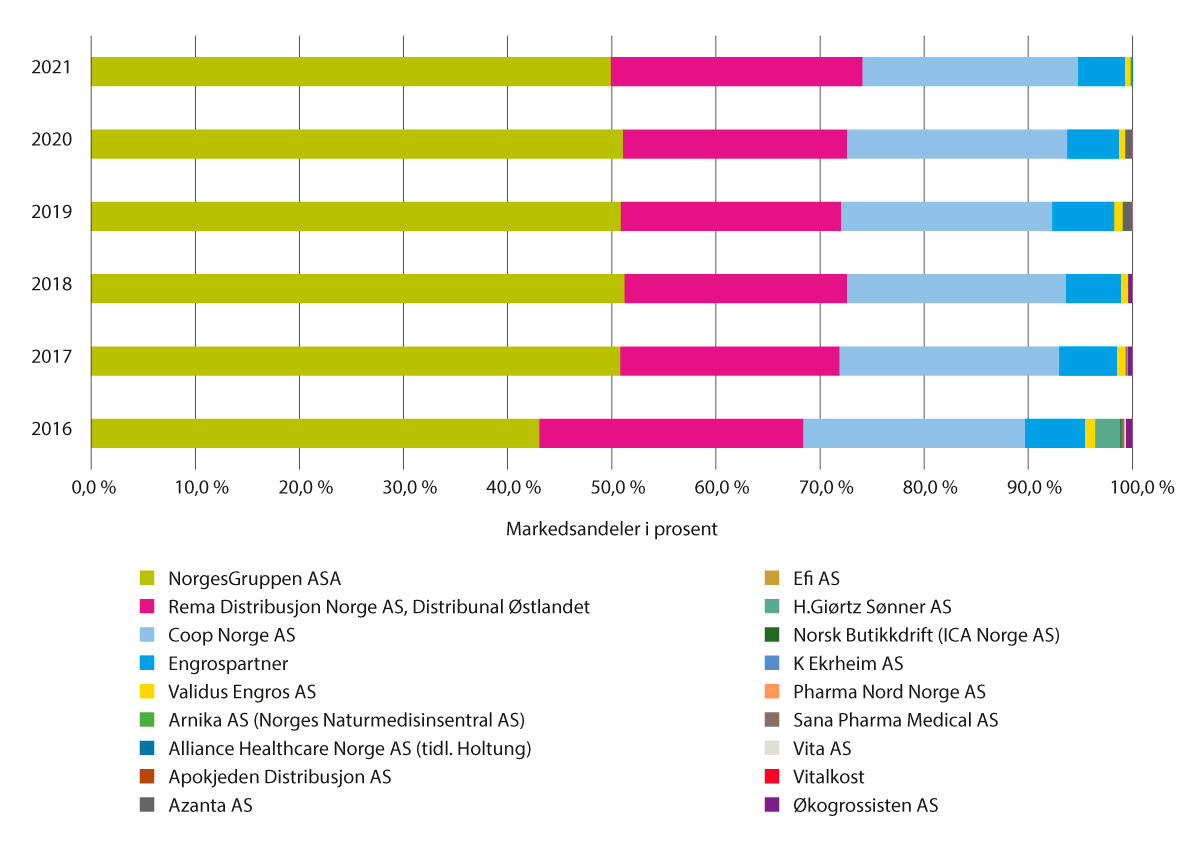 2021
2020
2019
2018
2017
2016
0,0 % 10,0 % 20,0 % 30,0 % 40,0 % 50,0 % 60,0 % 70,0 % 80,0 % 90,0 % 100,0 %
Markedsandeler i prosent
NorgesGruppen ASA
Rema Distribusjon Norge AS, Distribunal Østlandet
Coop Norge AS
Engrospartner
Validus Engros AS
Arnika AS (Norges Naturmedisinsentral AS)
Alliance Healthcare Norge AS (tidl. Holtung)
Apokjeden Distribusjon AS
Azanta AS
Efi AS
H.Giørtz Sønner AS
Norsk Butikkdrift (ICA Norge AS)
K Ekrheim AS
Pharma Nord Norge AS
Sana Pharma Medical AS
Vita AS
Vitalkost
Økogrossisten AS